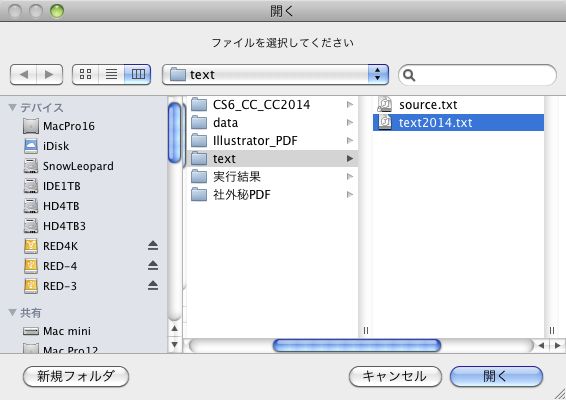 開く
ファイルを選択してください
text
デバイス
MacPro16
iDisk
SnowLeopard
IDE1TB
HD4TB
HD4TB3
RED4K
RED-4
RED-3
共有
Mac mini
Mac Pro12
CS6_CC_CC2014
data
Illustrator_PDF
text
実行結果
社外秘PDF
source.txt
text2014.txt
新規フォルダ
キャンセル
開く